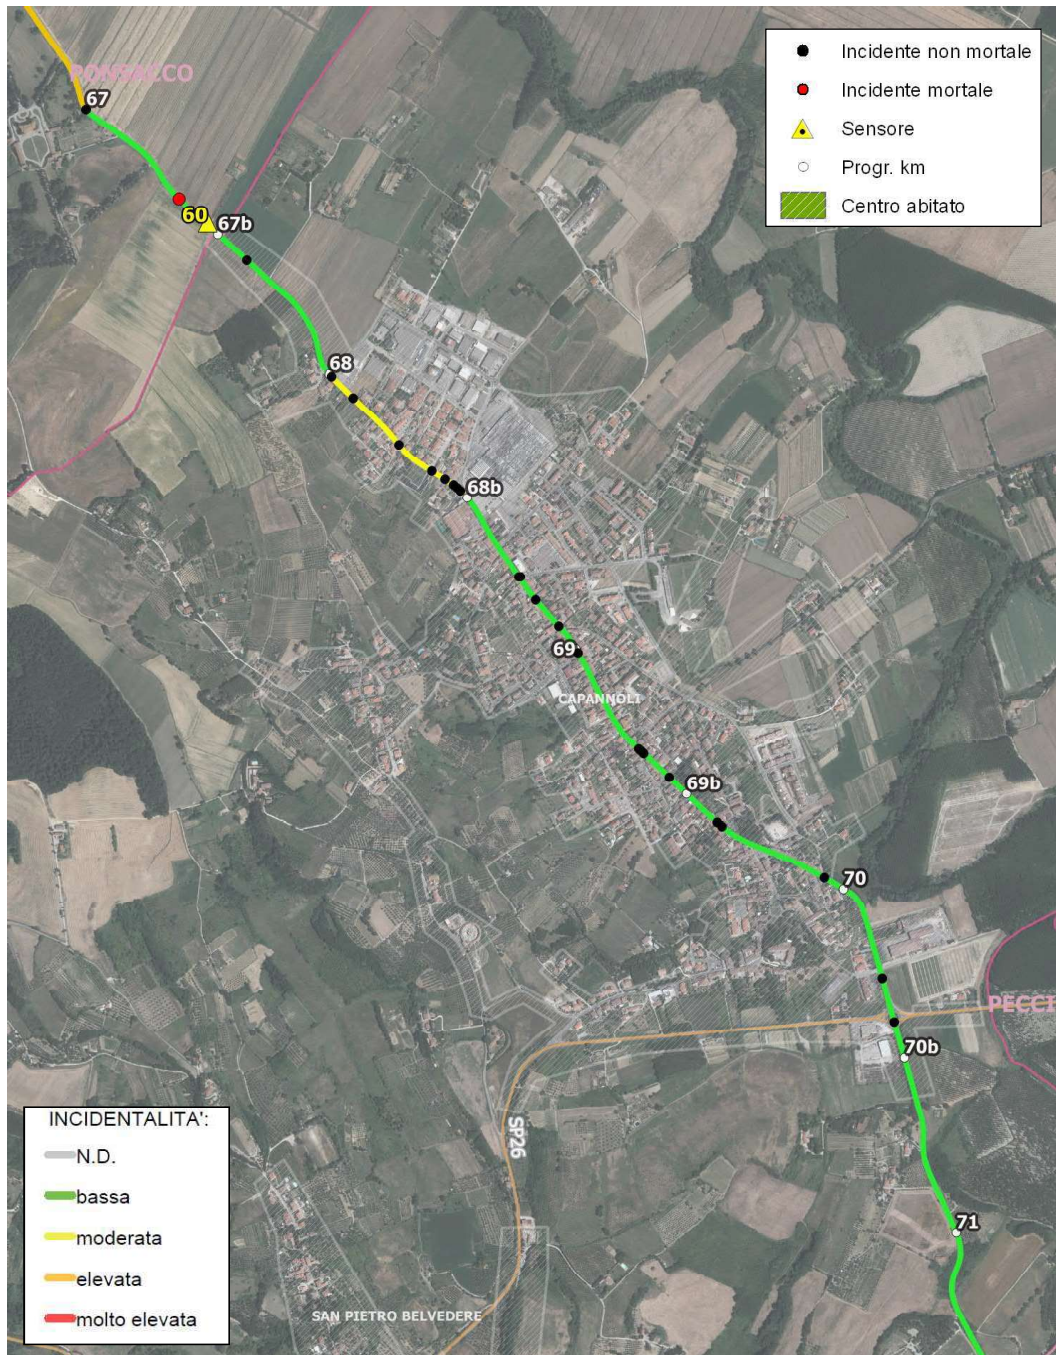 PONSACCO
67
60
67b
68
68b
69
CAPANNOLI
69b
70
PECCI
70b
SP26
71
SAN PIETRO BELVEDERE
Incidente non mortale
Incidente mortale
Sensore
Progr. km
Centro abitato
INCIDENTALITA':
N.D.
bassa
moderata
elevata
molto elevata